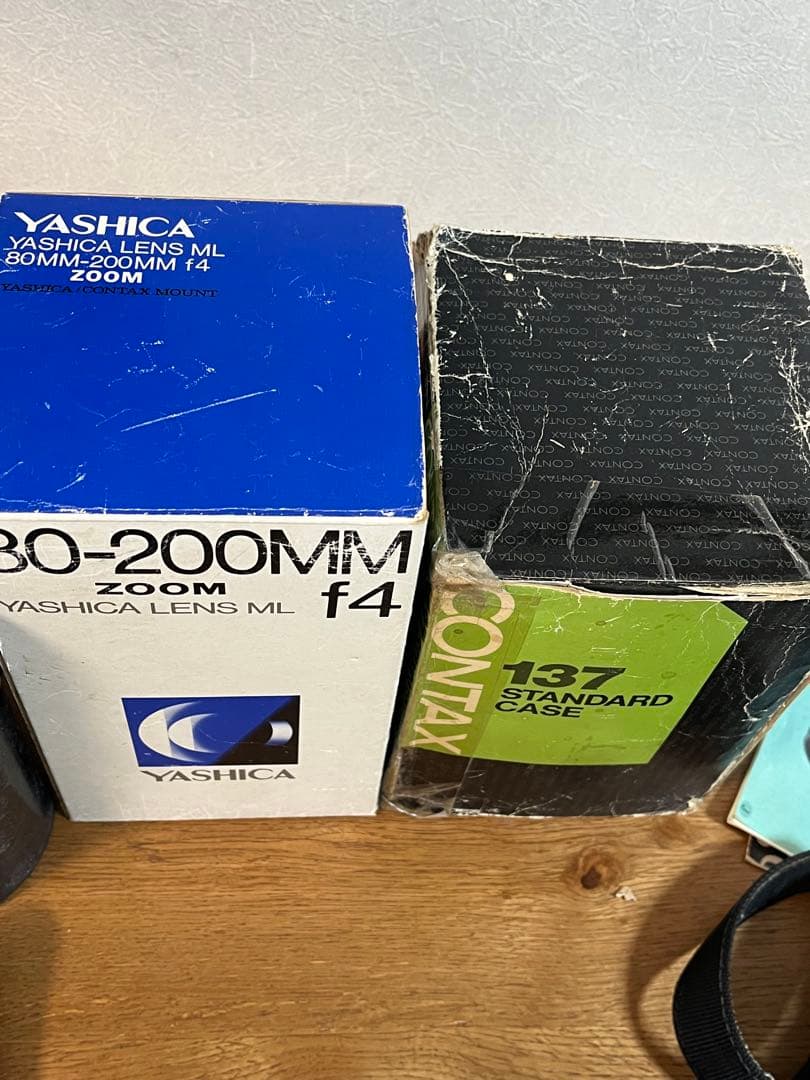 YASHICA
YASHICA LENS ML
80MM-200MM f4
ZOOM
YASHICA/CONTAX MOUNT
80-200MM
ZOOM
YASHICA LENS ML f4
YASHICA
CONTAX
CONTAX
137
STANDARD
CASE